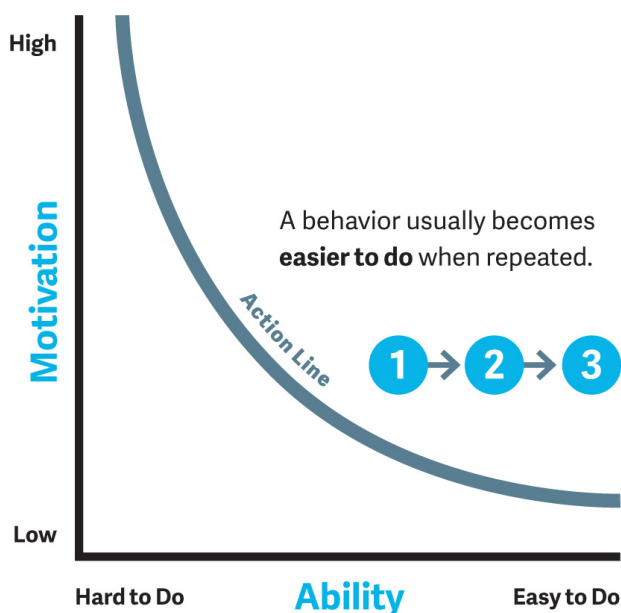 High
Motivation
A behavior usually becomes
easier to do when repeated.
Action Line
1 2 3
Low
Hard to Do
Ability
Easy to Do